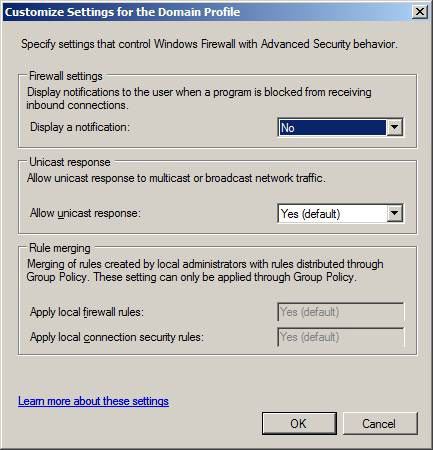 Customize Settings for the Domain Profile
Specify settings that control Windows Firewall with Advanced Security behavior.
Firewall settings
Display notifications to the user when a program is blocked from receiving
inbound connections.
Display a notification: No
Unicast response
Allow unicast response to multicast or broadcast network traffic.
Allow unicast response: Yes (default)
Rule merging
Merging of rules created by local administrators with rules distributed through
Group Policy. These setting can only be applied through Group Policy.
Apply local firewall rules: Yes (default)
Apply local connection security rules: Yes (default)
Learn more about these settings
OK Cancel